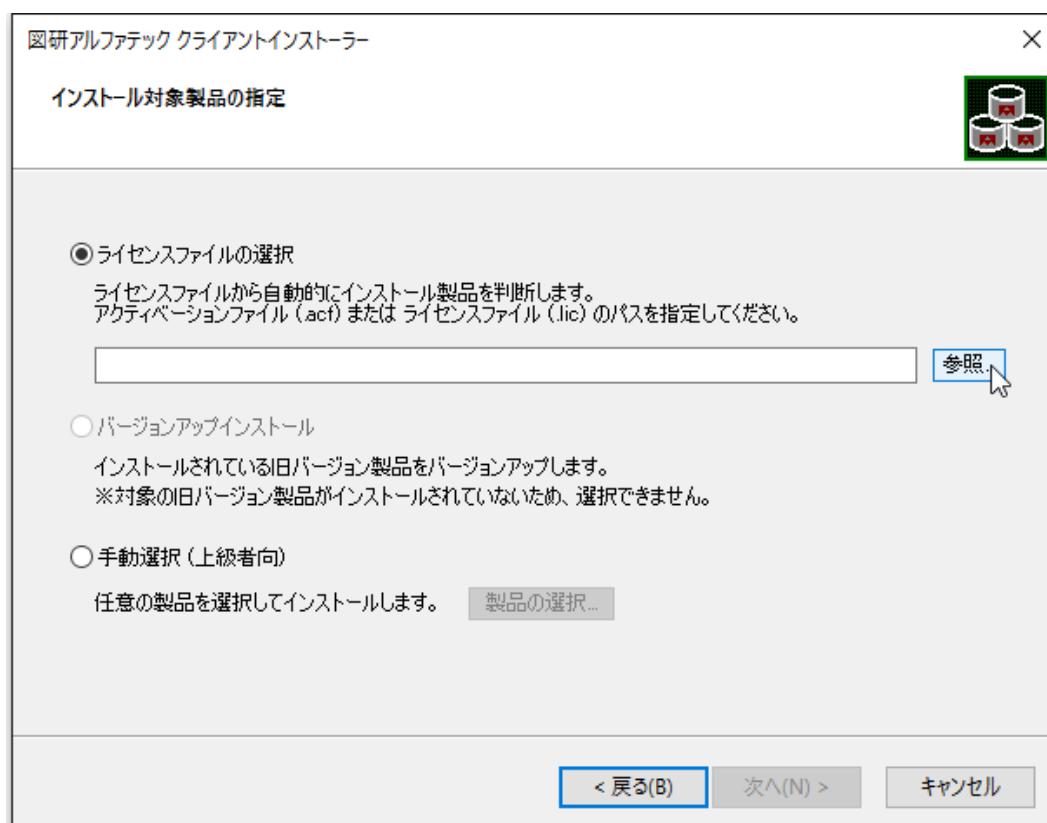 図研アルファテック クライアントインストーラー
インストール対象製品の指定
ライセンスファイルの選択
ライセンスファイルから自動的にインストール製品を判断します。
アクティベーションファイル (.acf) または ライセンスファイル (.lic) のパスを指定してください。
参照...
バージョンアップインストール
インストールされている旧バージョン製品をバージョンアップします。
※対象の旧バージョン製品がインストールされていないため、選択できません。
手動選択 (上級者向)
任意の製品を選択してインストールします。 製品の選択...
< 戻る(B) 次へ(N) > キャンセル